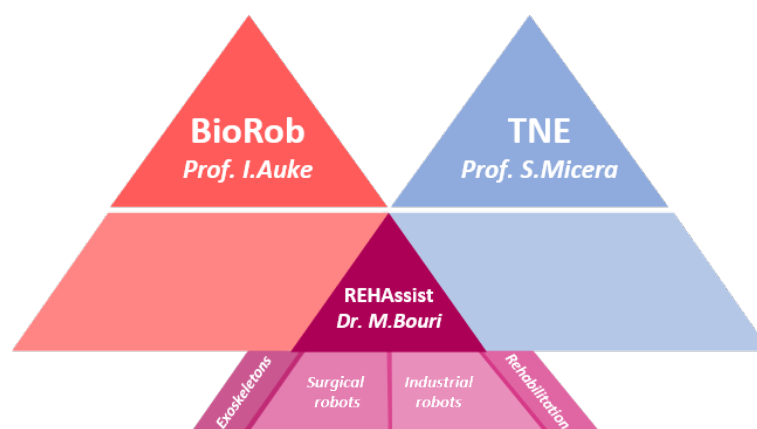 BioRob
Prof. I.Auke
TNE
Prof. S.Micera
REHAssist
Dr. M.Bouri
Exoskeletons
Surgical
robots
Industrial
robots
Rehabilitation